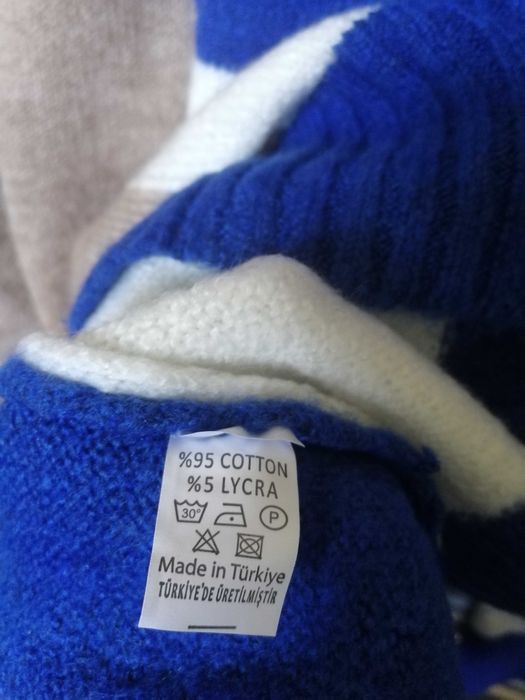 %95 COTTON
%5 LYCRA
30° P
Made in Türkiye
TÜRKİYE'DE ÜRETİLMİŞTİR